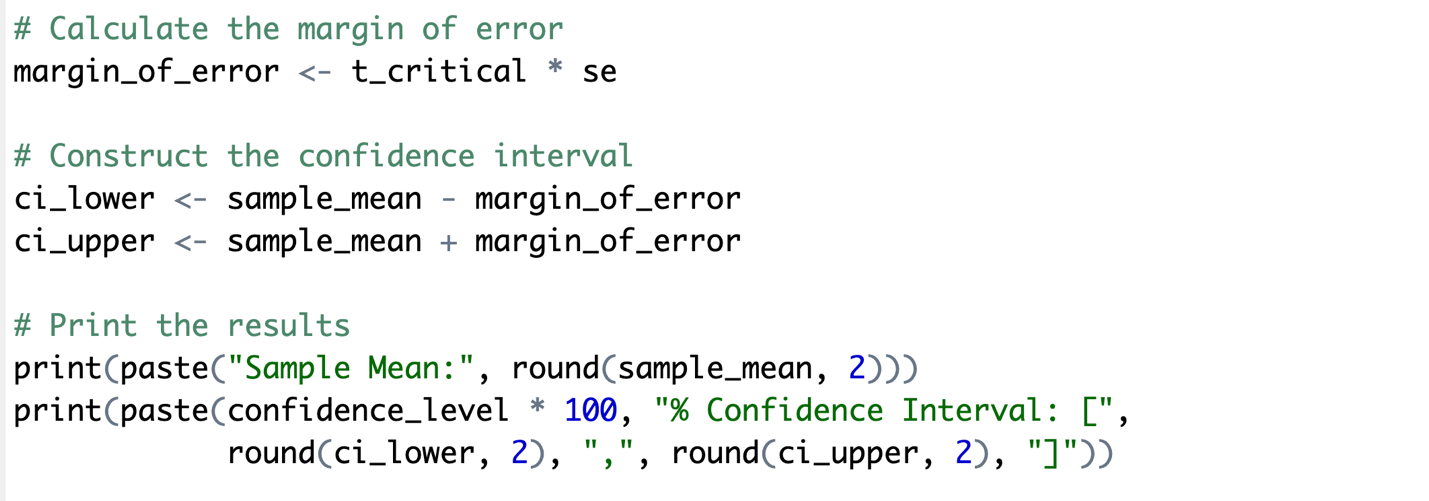 # Calculate the margin of error
margin_of_error <- t_critical * se
# Construct the confidence interval
ci_lower <- sample_mean - margin_of_error
ci_upper <- sample_mean + margin_of_error
# Print the results
print(paste("Sample Mean:", round(sample_mean, 2)))
print(paste(confidence_level * 100, "% Confidence Interval: [",
round(ci_lower, 2), ",", round(ci_upper, 2), "]"))